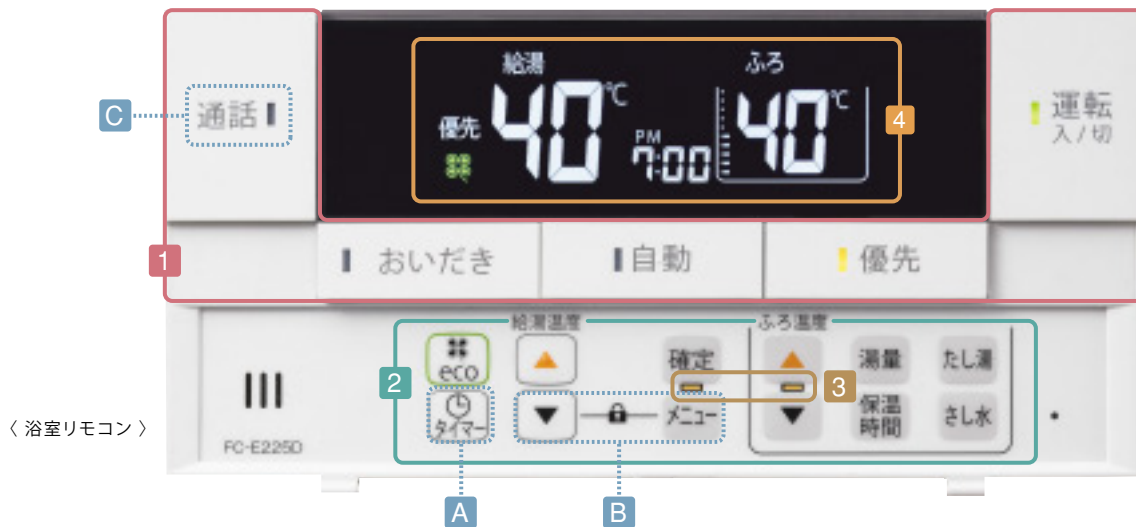 給湯
ふろ
C
通話
優先
40℃
PM
7:00
40℃
4
運転
入/切
1
おいだき
自動
優先
給湯温度
ふろ温度
2
eco
確定
3
湯量
たし湯
タイマー
メニュー
保温
時間
さし水
〈 浴室リモコン 〉
FC-E225D
A
B